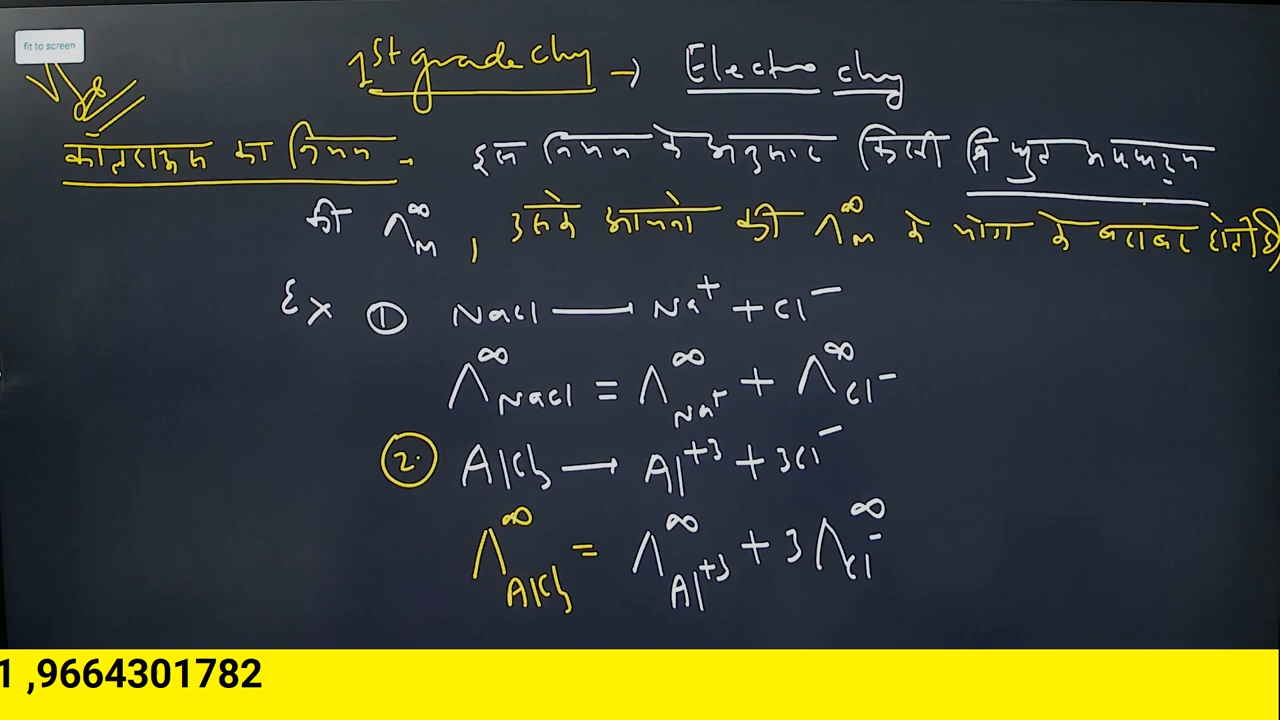 fit to screen
1st grade chy → Electro chy
कोलराऊस का नियम - इस नियम के अनुसार किसी विद्युत अपघट्य
की Λ∞m , उसके आयनो की Λ∞m के योग के बराबर होती है
Ex ① NaCl ⟶ Na⁺ + Cl⁻
Λ∞NaCl = Λ∞Na⁺ + Λ∞Cl⁻
②. AlCl₃ ⟶ Al⁺³ + 3Cl⁻
Λ∞AlCl₃ = Λ∞Al⁺³ + 3Λ∞Cl⁻
1 ,9664301782